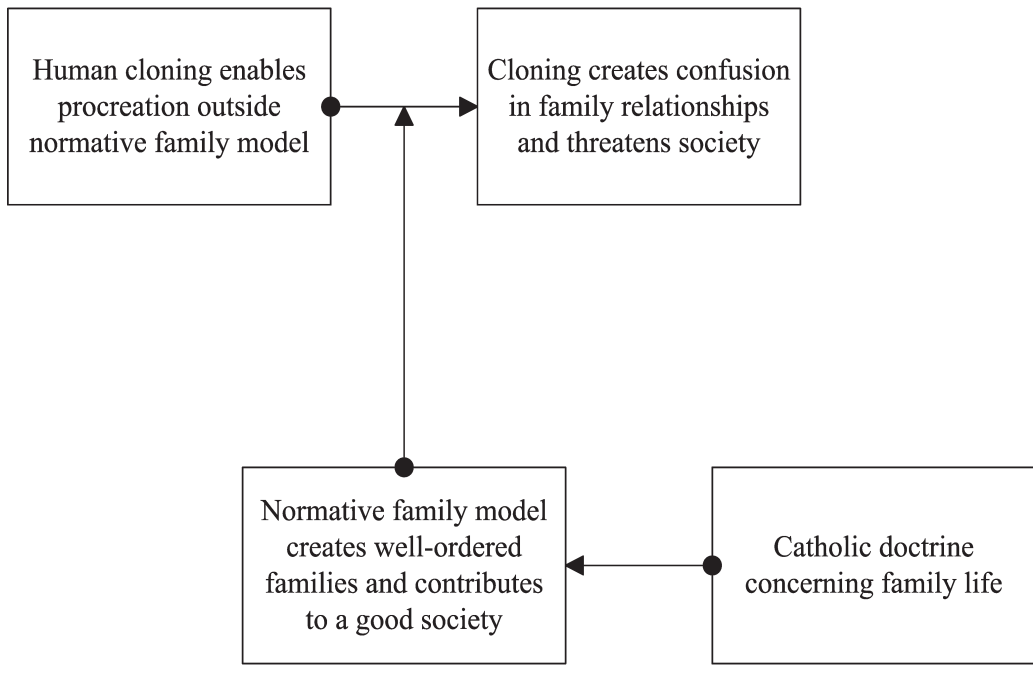 Human cloning enables
procreation outside
normative family model
Cloning creates confusion
in family relationships
and threatens society
Normative family model
creates well-ordered
families and contributes
to a good society
Catholic doctrine
concerning family life